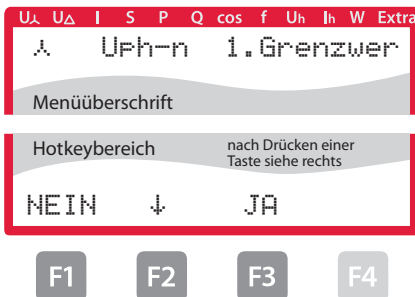 U⅄ U△ I S P Q cos f Uh Ih W Extra
⅄ UPh-n 1.Grenzwer
Menüüberschrift
Hotkeybereich
nach Drücken einer
Taste siehe rechts
NEIN ↓ JA
F1 F2 F3 F4